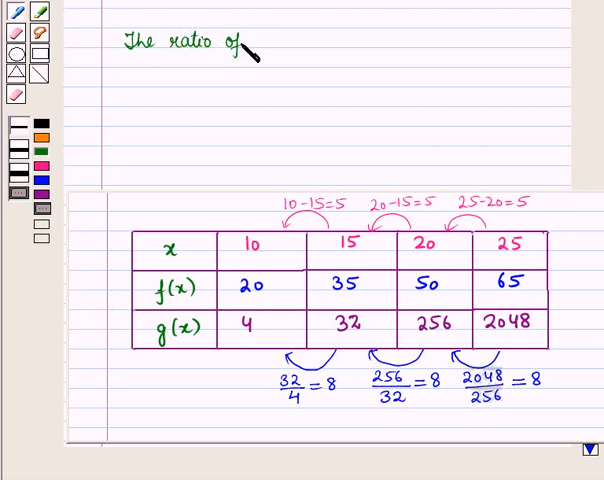 The ratio of
10-15=5 20-15=5 25-20=5
x 10 15 20 25
f(x) 20 35 50 65
g(x) 4 32 256 2048
32/4 = 8 256/32 = 8 2048/256 = 8